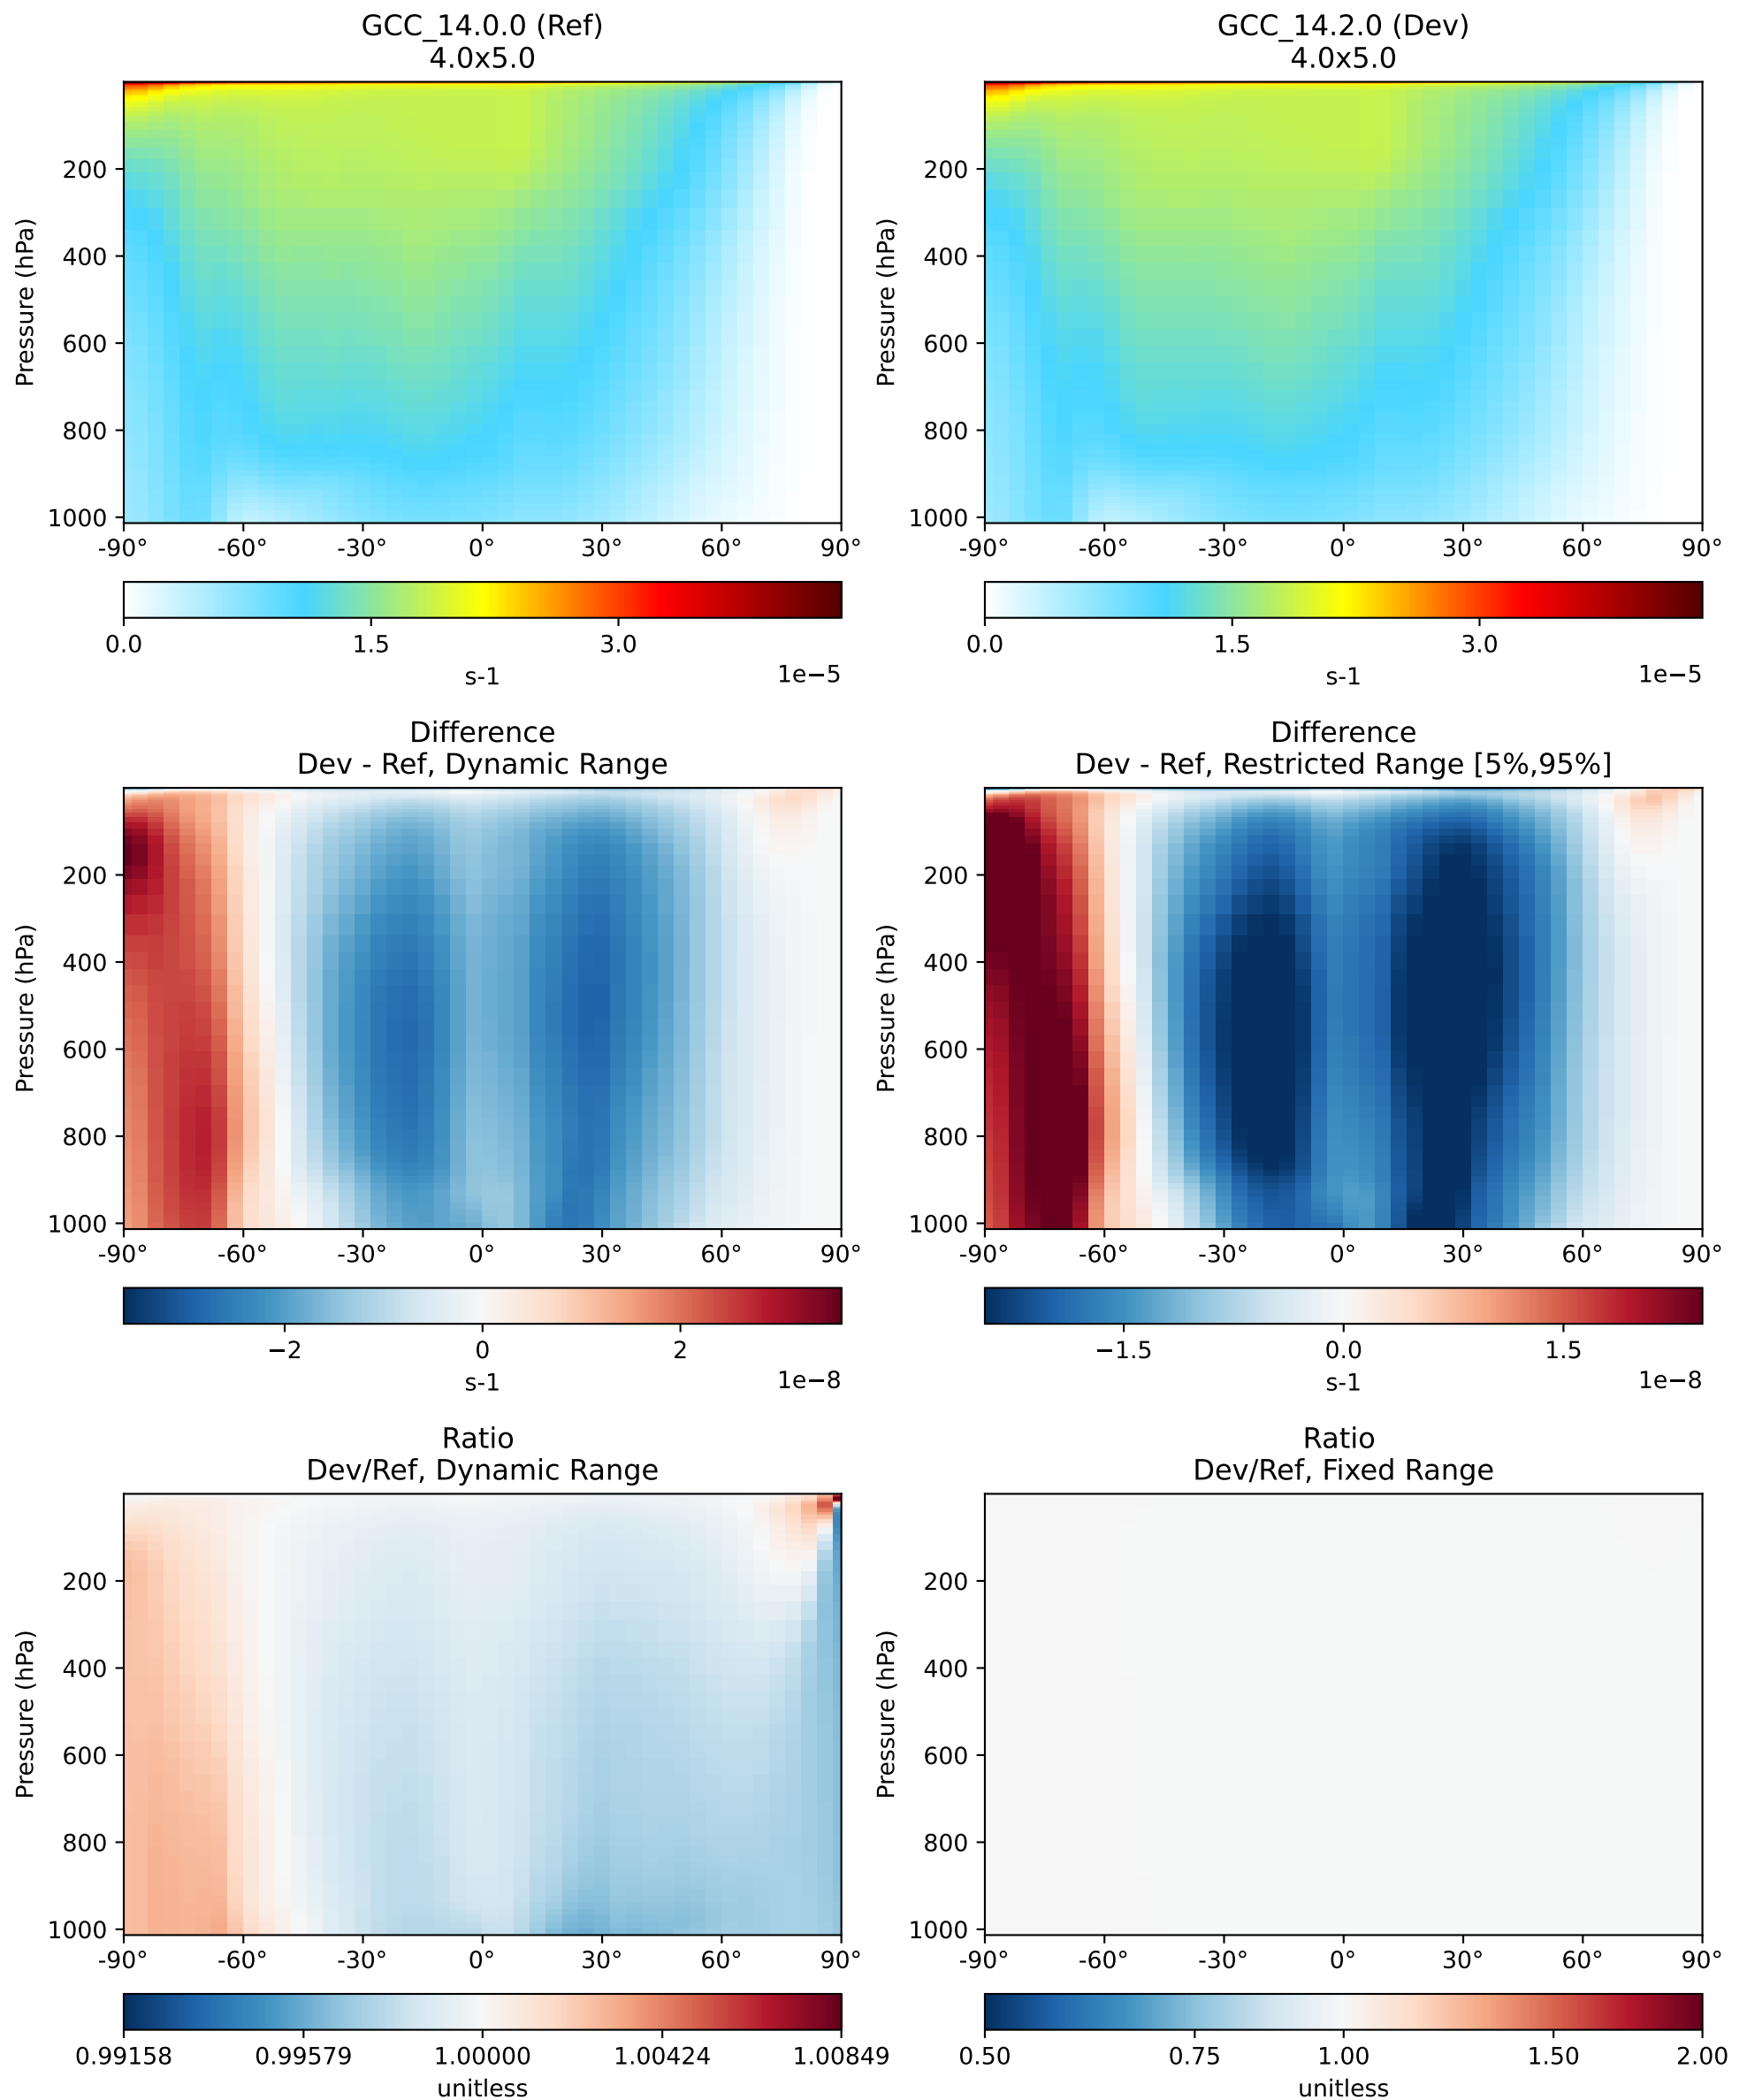 GCC_14.0.0 (Ref)
4.0x5.0
Pressure (hPa)
200
400
600
800
1000
-90° -60° -30° 0° 30° 60° 90°
0.0 1.5 3.0
s-1 1e−5
GCC_14.2.0 (Dev)
4.0x5.0
Pressure (hPa)
200
400
600
800
1000
-90° -60° -30° 0° 30° 60° 90°
0.0 1.5 3.0
s-1 1e−5
Difference
Dev - Ref, Dynamic Range
Pressure (hPa)
200
400
600
800
1000
-90° -60° -30° 0° 30° 60° 90°
−2 0 2
s-1 1e−8
Difference
Dev - Ref, Restricted Range [5%,95%]
Pressure (hPa)
200
400
600
800
1000
-90° -60° -30° 0° 30° 60° 90°
−1.5 0.0 1.5
s-1 1e−8
Ratio
Dev/Ref, Dynamic Range
Pressure (hPa)
200
400
600
800
1000
-90° -60° -30° 0° 30° 60° 90°
0.99158 0.99579 1.00000 1.00424 1.00849
unitless
Ratio
Dev/Ref, Fixed Range
Pressure (hPa)
200
400
600
800
1000
-90° -60° -30° 0° 30° 60° 90°
0.50 0.75 1.00 1.50 2.00
unitless